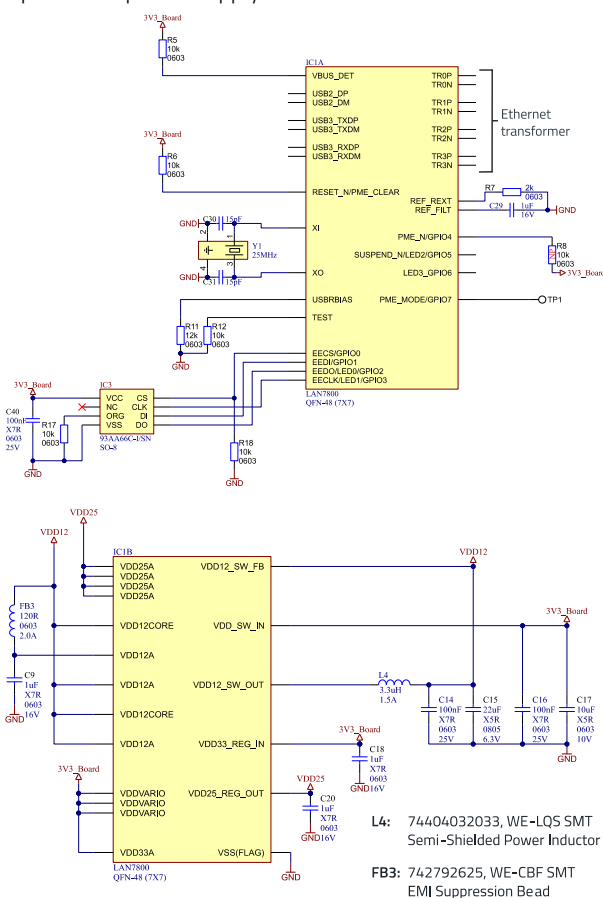 3V3_Board
R5
10k
0603
IC1A
VBUS_DET
USB2_DP
USB2_DM
USB3_TXDP
USB3_TXDM
USB3_RXDP
USB3_RXDM
RESET_N/PME_CLEAR
XI
XO
USBRBIAS
TEST
EECS/GPIO0
EEDI/GPIO1
EEDO/LED0/GPIO2
EECLK/LED1/GPIO3
TR0P
TR0N
TR1P
TR1N
TR2P
TR2N
TR3P
TR3N
REF_REXT
REF_FILT
PME_N/GPIO4
SUSPEND_N/LED2/GPIO5
LED3_GPIO6
PME_MODE/GPIO7
LAN7800
QFN-48 (7X7)
Ethernet
transformer
3V3_Board
R6
10k
0603
R7
2k
0603
C29
1uF
16V
GND
R8
10k
0603
3V3_Board
TP1
C30
15pF
GND
2
1
Y1
25MHz
4
3
GND
C31
15pF
R11
12k
0603
R12
10k
0603
GND
3V3_Board
C40
100nF
X7R
0603
25V
R17
10k
0603
GND
IC3
VCC
NC
ORG
VSS
CS
CLK
DI
DO
93AA66C-I/SN
SO-8
R18
10k
0603
GND
VDD25
VDD12
IC1B
VDD25A
VDD25A
VDD25A
VDD25A
VDD12CORE
VDD12A
VDD12A
VDD12CORE
VDD12A
VDDVARIO
VDDVARIO
VDDVARIO
VDD33A
VDD12_SW_FB
VDD_SW_IN
VDD12_SW_OUT
VDD33_REG_IN
VDD25_REG_OUT
VSS(FLAG)
LAN7800
QFN-48 (7X7)
FB3
120R
0603
2.0A
C9
1uF
X7R
0603
16V
GND
3V3_Board
VDD12
3V3_Board
L4
3.3uH
1.5A
C14
100nF
X7R
0603
25V
C15
22uF
X5R
0805
6.3V
C16
100nF
X7R
0603
25V
C17
10uF
X5R
0603
10V
GND
3V3_Board
C18
1uF
X7R
0603
16V
GND
VDD25
C20
1uF
X7R
0603
16V
GND
GND
L4: 74404032033, WE-LQS SMT
Semi-Shielded Power Inductor
FB3: 742792625, WE-CBF SMT
EMI Suppression Bead